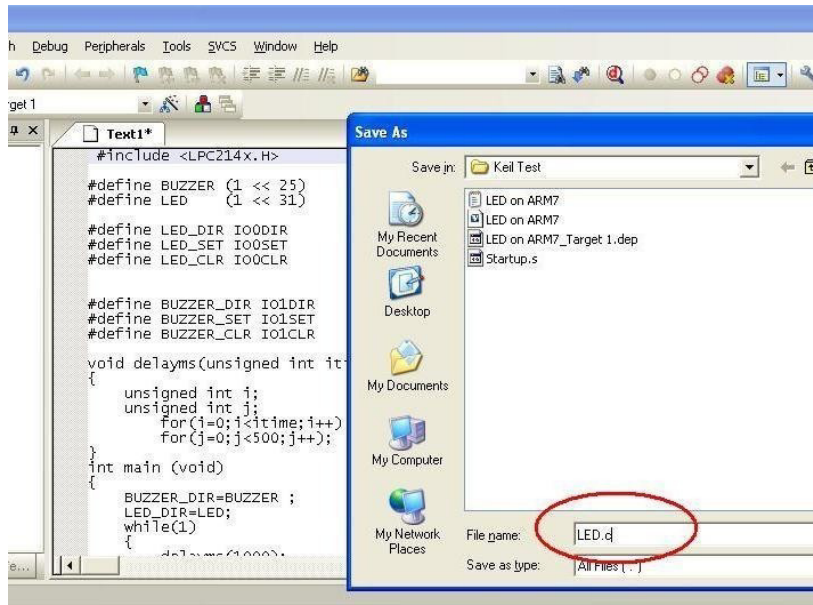 h Debug Peripherals Tools SVCS Window Help
rget 1
Text1*
#include <LPC214x.H>
#define BUZZER (1 << 25)
#define LED (1 << 31)
#define LED_DIR IO0DIR
#define LED_SET IO0SET
#define LED_CLR IO0CLR
#define BUZZER_DIR IO1DIR
#define BUZZER_SET IO1SET
#define BUZZER_CLR IO1CLR
void delayms(unsigned int iti
{
unsigned int i;
unsigned int j;
for(i=0;i<itime;i++)
for(j=0;j<500;j++);
}
int main (void)
{
BUZZER_DIR=BUZZER ;
LED_DIR=LED;
while(1)
{
delayms(1000);
e...
Save As
Save in: Keil Test
My Recent Documents
Desktop
My Documents
My Computer
My Network Places
LED on ARM7
LED on ARM7
LED on ARM7_Target 1.dep
Startup.s
File name: LED.c
Save as type: All Files (*.*)